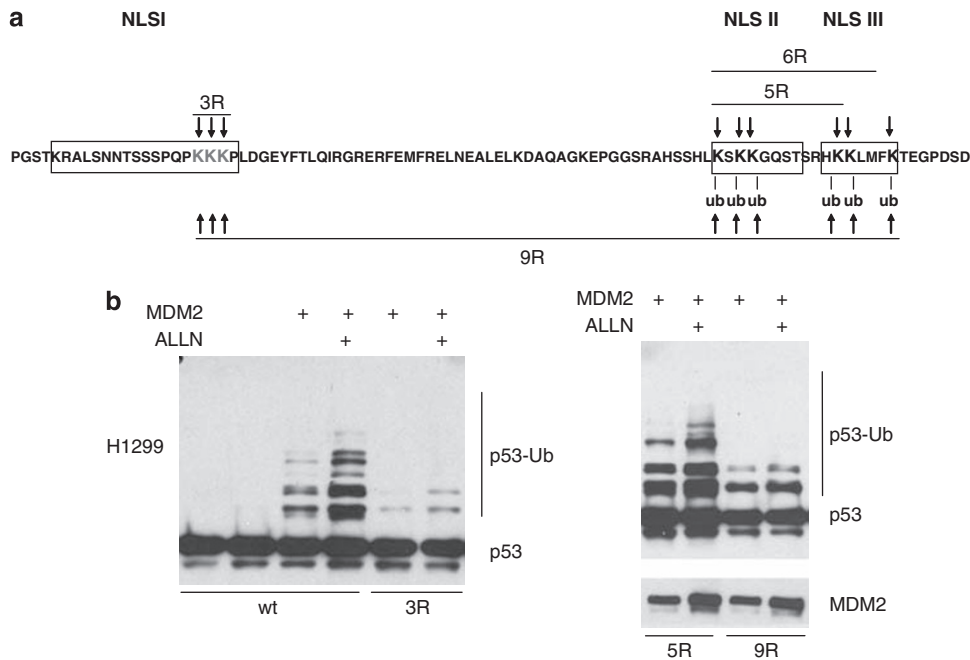 a
NLSI NLS II NLS III
6R
3R 5R
PGSTKRALSNNTSSSPQPKKKPLDGEYFTLQIRGRERFEMFRELNEALELKDAQAGKEPGGSRAHSSHLKSKKGQSTSRHKKLMFKTEGPDSD
ub ub ub ub ub ub
9R
b
MDM2 + + + +
ALLN + +
H1299
p53-Ub
p53
wt 3R
MDM2 + + + +
ALLN + +
p53-Ub
p53
MDM2
5R 9R